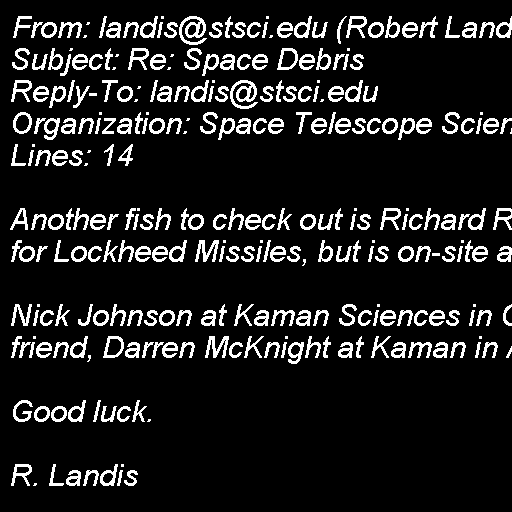 From: landis@stsci.edu (Robert Land
Subject: Re: Space Debris
Reply-To: landis@stsci.edu
Organization: Space Telescope Scien
Lines: 14
Another fish to check out is Richard R
for Lockheed Missiles, but is on-site a
Nick Johnson at Kaman Sciences in C
friend, Darren McKnight at Kaman in A
Good luck.
R. Landis